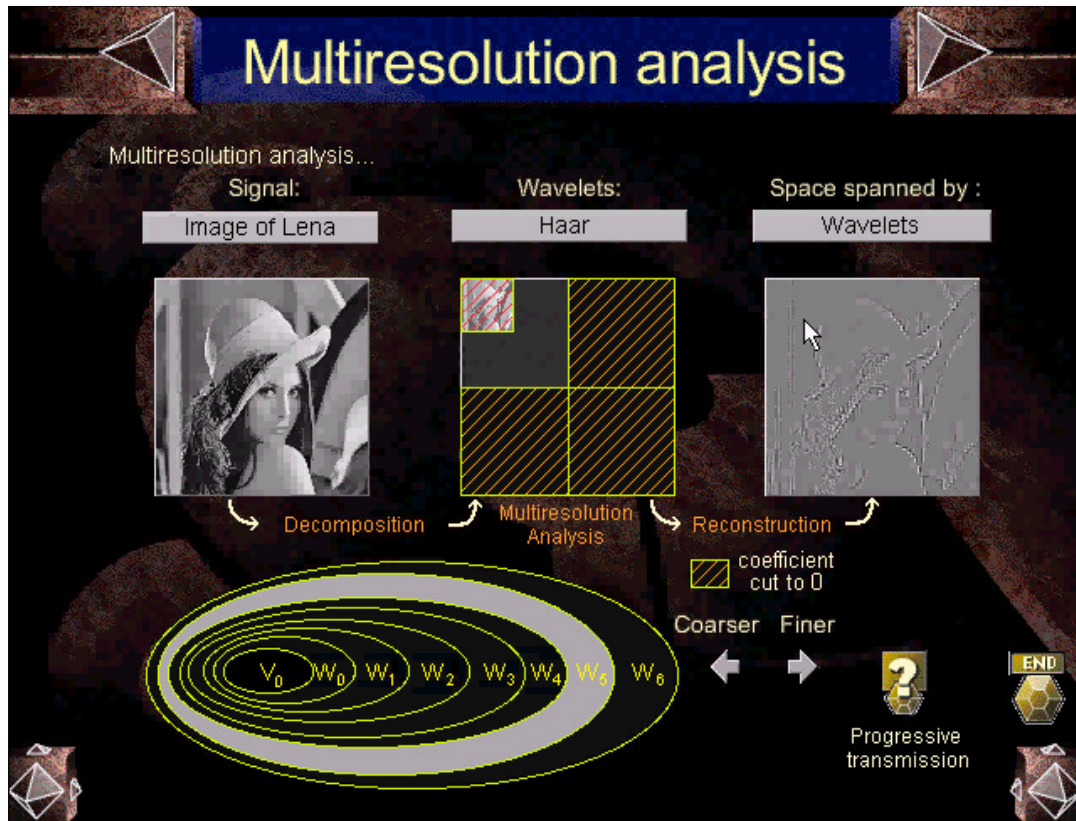 Multiresolution analysis
Multiresolution analysis...
Signal:
Wavelets:
Space spanned by :
Image of Lena
Haar
Wavelets
Decomposition
Multiresolution
Analysis
Reconstruction
coefficient
cut to 0
Coarser
Finer
V0 W0 W1 W2 W3 W4 W5 W6
?
END
Progressive
transmission